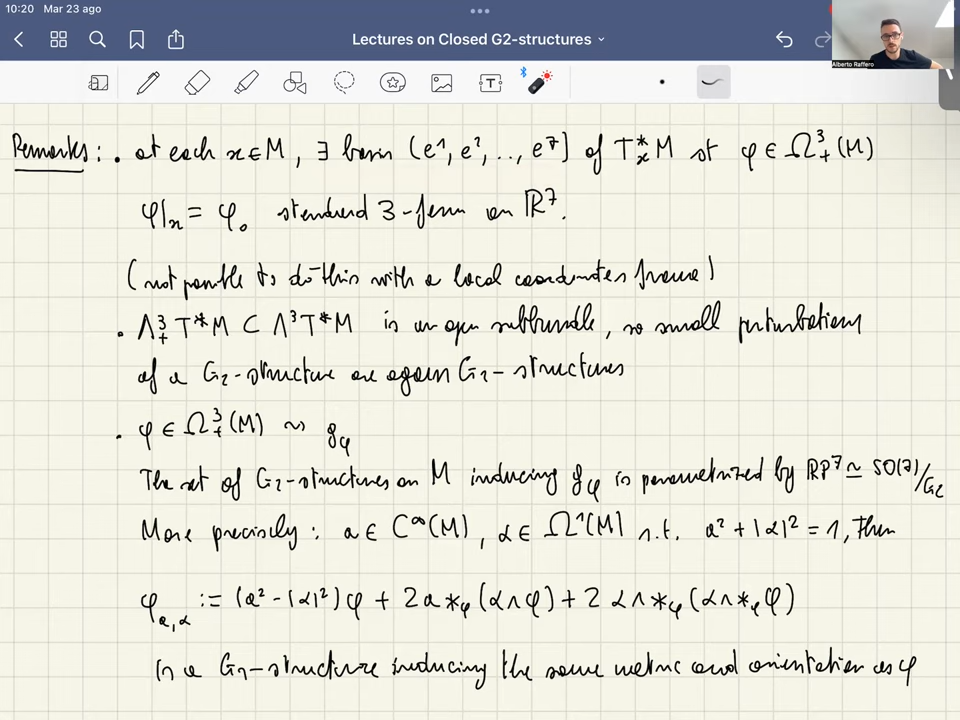 10:20 Mar 23 ago
Lectures on Closed G2-structures
Alberto Raffero
Remarks: • at each x∈M, ∃ basis (e¹, e², .., e⁷) of T*ₓM st φ∈Ω³₊(M)
φ|ₓ = φ₀ standard 3-form on ℝ⁷.
(not possible to do this with a local coordinates frame)
• Λ³₊T*M ⊂ Λ³T*M is an open subbundle, so small perturbations
of a G₂-structure are again G₂-structures
• φ∈Ω³₊(M) ⇝ g_φ
The set of G₂-structures on M inducing g_φ is parametrized by RP⁷ ≃ SO(7)/G₂
More precisely: a∈C^∞(M), α∈Ω¹(M) s.t. a²+|α|²=1, then
φ_{a,α} := (a²-|α|²)φ + 2a *_φ(α∧φ) + 2 α∧*_φ(α∧*_φφ)
is a G₂-structure inducing the same metric and orientation as φ